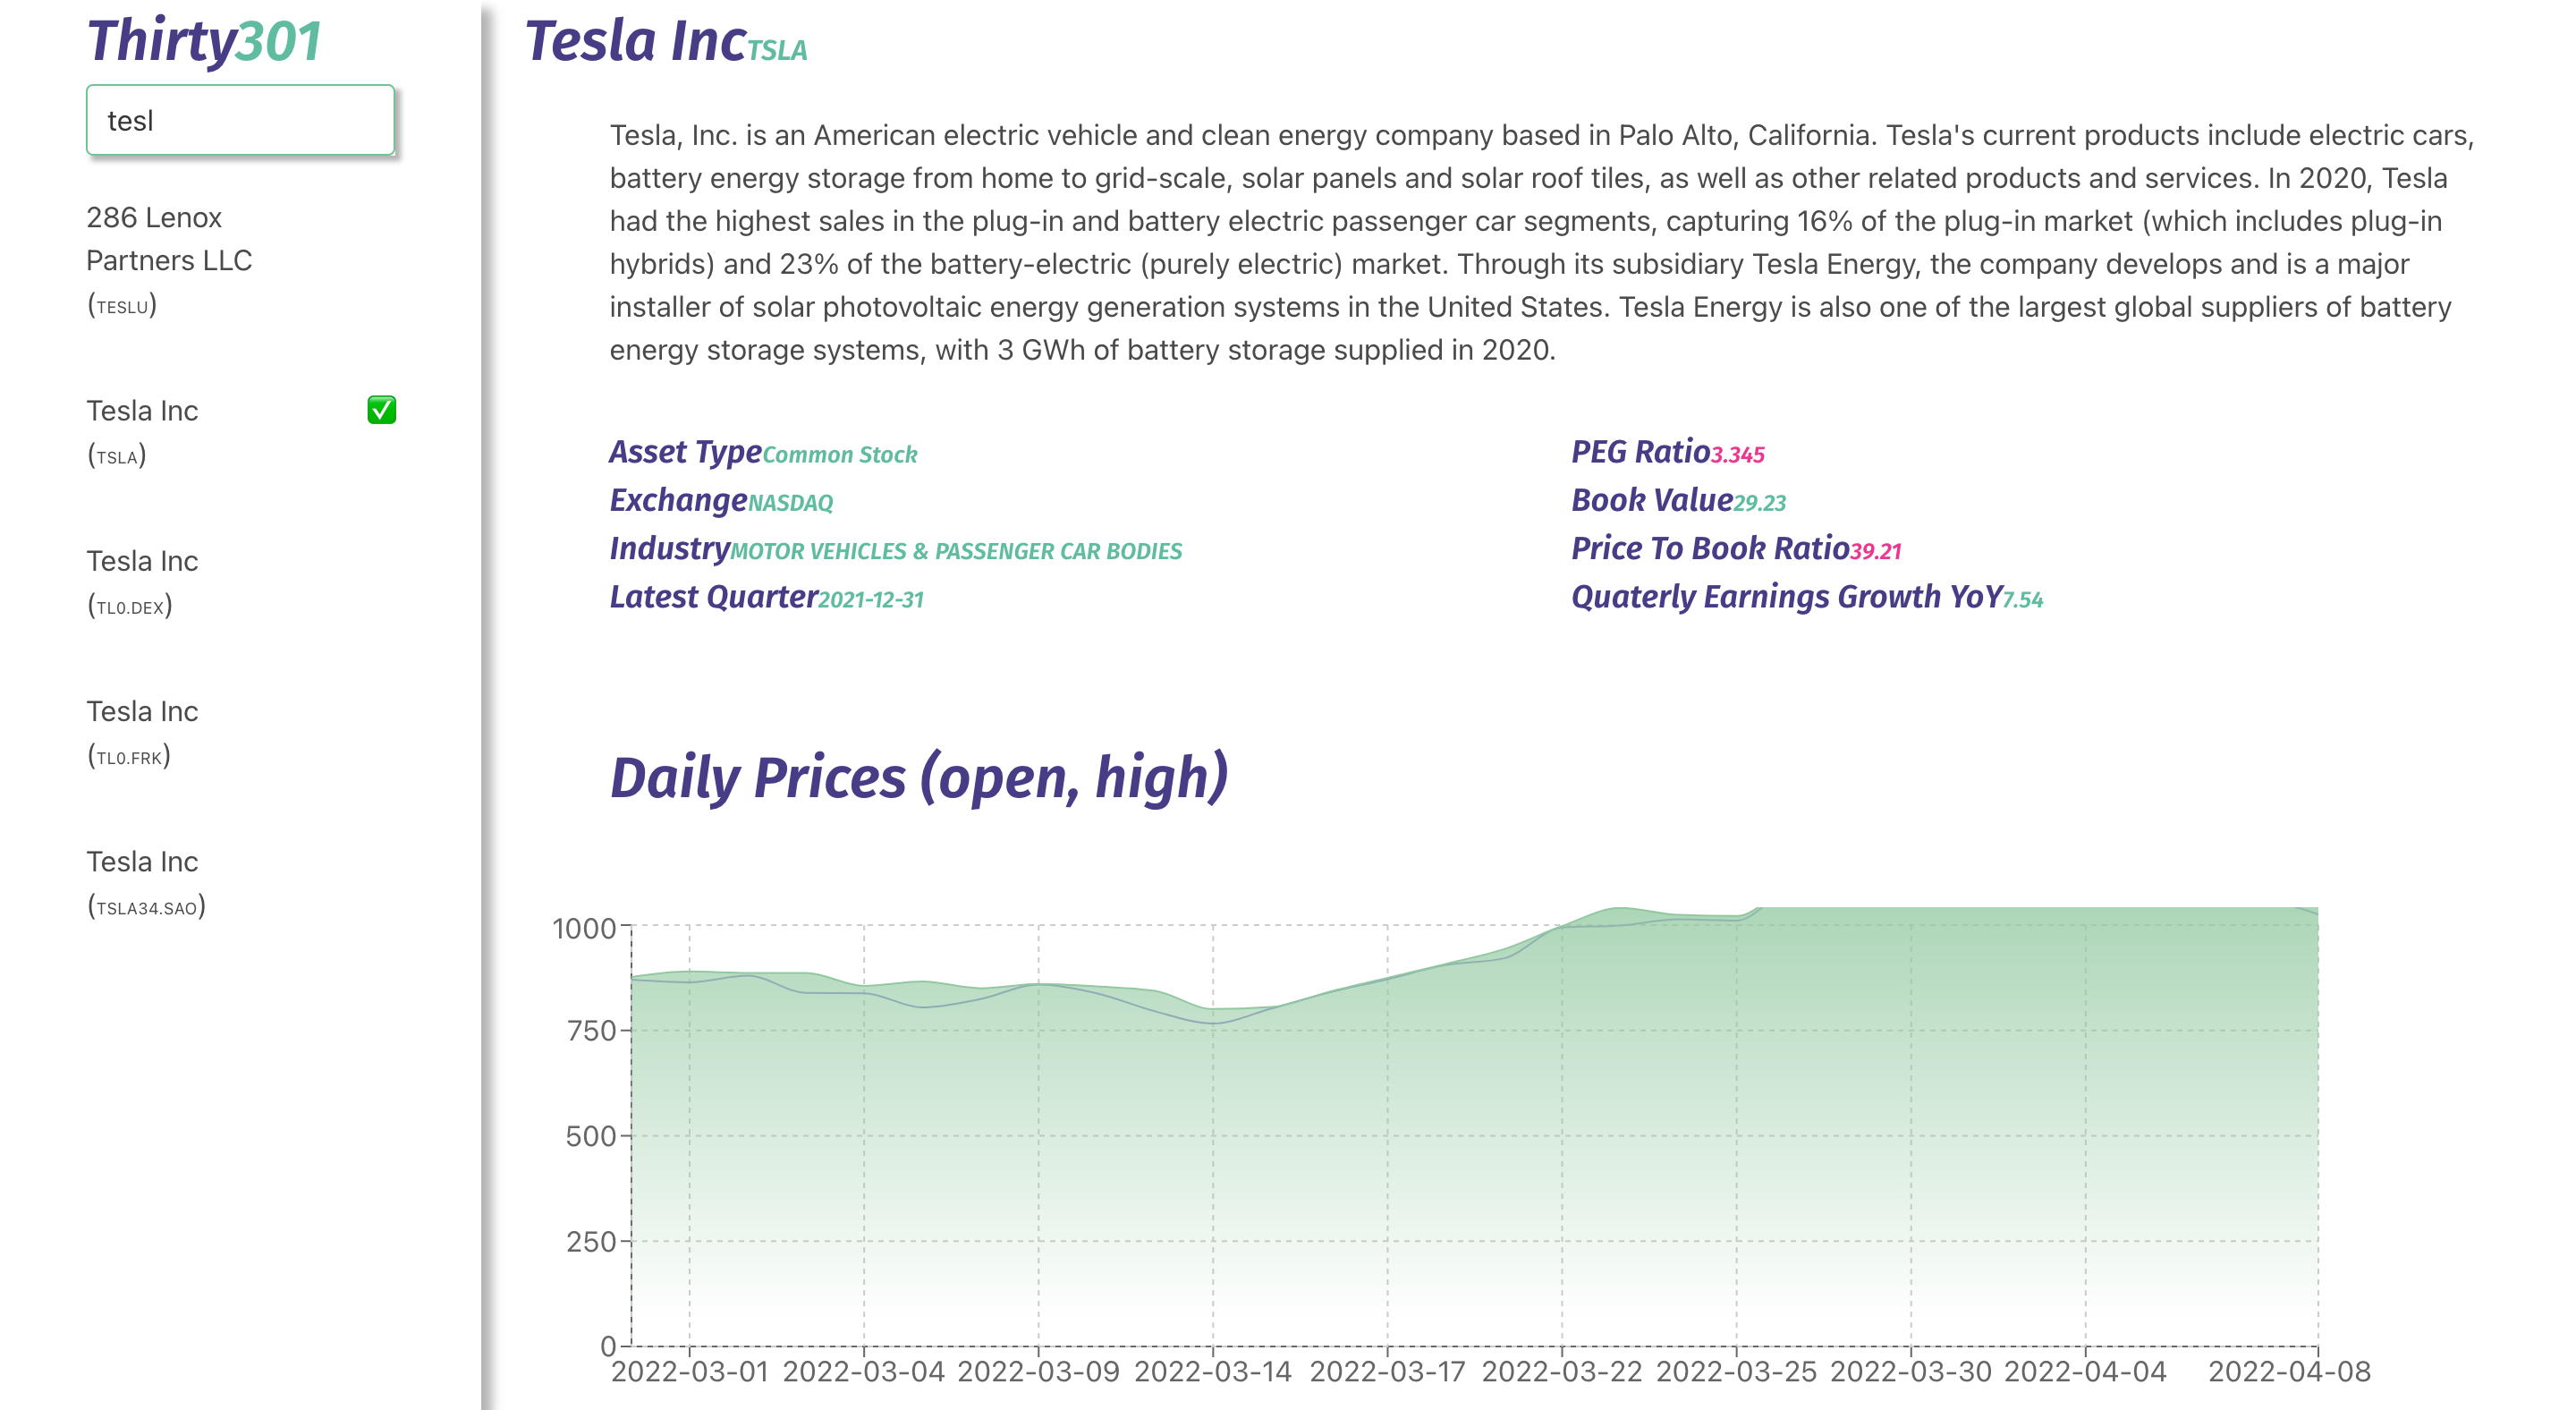 Thirty301
tesl
286 Lenox
Partners LLC
(TESLU)
Tesla Inc
(TSLA)
Tesla Inc
(TL0.DEX)
Tesla Inc
(TL0.FRK)
Tesla Inc
(TSLA34.SAO)
Tesla IncTSLA
Tesla, Inc. is an American electric vehicle and clean energy company based in Palo Alto, California. Tesla's current products include electric cars,
battery energy storage from home to grid-scale, solar panels and solar roof tiles, as well as other related products and services. In 2020, Tesla
had the highest sales in the plug-in and battery electric passenger car segments, capturing 16% of the plug-in market (which includes plug-in
hybrids) and 23% of the battery-electric (purely electric) market. Through its subsidiary Tesla Energy, the company develops and is a major
installer of solar photovoltaic energy generation systems in the United States. Tesla Energy is also one of the largest global suppliers of battery
energy storage systems, with 3 GWh of battery storage supplied in 2020.
Asset TypeCommon Stock
ExchangeNASDAQ
IndustryMOTOR VEHICLES & PASSENGER CAR BODIES
Latest Quarter2021-12-31
PEG Ratio3.345
Book Value29.23
Price To Book Ratio39.21
Quaterly Earnings Growth YoY7.54
Daily Prices (open, high)
1000
750
500
250
0
2022-03-01 2022-03-04 2022-03-09 2022-03-14 2022-03-17 2022-03-22 2022-03-25 2022-03-30 2022-04-04 2022-04-08